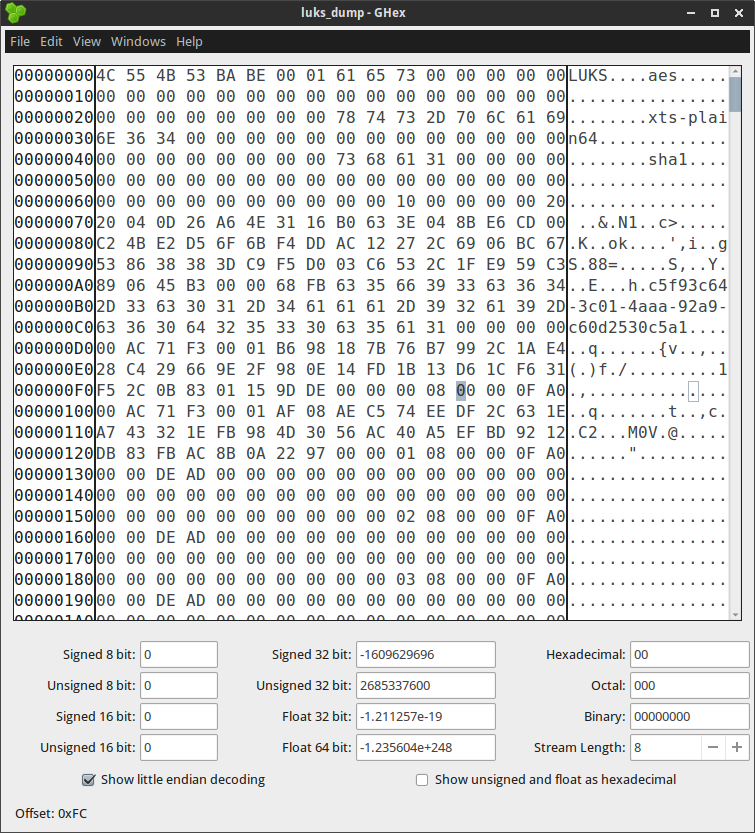 luks_dump - GHex
File Edit View Windows Help
00000000 4C 55 4B 53 BA BE 00 01 61 65 73 00 00 00 00 00 LUKS....aes.....
00000010 00 00 00 00 00 00 00 00 00 00 00 00 00 00 00 00 ................
00000020 00 00 00 00 00 00 00 00 78 74 73 2D 70 6C 61 69 ........xts-plai
00000030 6E 36 34 00 00 00 00 00 00 00 00 00 00 00 00 00 n64.............
00000040 00 00 00 00 00 00 00 00 73 68 61 31 00 00 00 00 ........sha1....
00000050 00 00 00 00 00 00 00 00 00 00 00 00 00 00 00 00 ................
00000060 00 00 00 00 00 00 00 00 00 00 10 00 00 00 00 20 ...............
00000070 20 04 0D 26 A6 4E 31 16 B0 63 3E 04 8B E6 CD 00  ..&.N1..c>.....
00000080 C2 4B E2 D5 6F 6B F4 DD AC 12 27 2C 69 06 BC 67 .K..ok....',i..g
00000090 53 86 38 38 3D C9 F5 D0 03 C6 53 2C 1F E9 59 C3 S.88=.....S,..Y.
000000A0 89 06 45 B3 00 00 68 FB 63 35 66 39 33 63 36 34 ..E...h.c5f93c64
000000B0 2D 33 63 30 31 2D 34 61 61 61 2D 39 32 61 39 2D -3c01-4aaa-92a9-
000000C0 63 36 30 64 32 35 33 30 63 35 61 31 00 00 00 00 c60d2530c5a1....
000000D0 00 AC 71 F3 00 01 B6 98 18 7B 76 B7 99 2C 1A E4 ..q......{v..,..
000000E0 28 C4 29 66 9E 2F 98 0E 14 FD 1B 13 D6 1C F6 31 (.)f./.........1
000000F0 F5 2C 0B 83 01 15 9D DE 00 00 00 08 00 00 0F A0 .,..............
00000100 00 AC 71 F3 00 01 AF 08 AE C5 74 EE DF 2C 63 1E ..q.......t..,c.
00000110 A7 43 32 1E FB 98 4D 30 56 AC 40 A5 EF BD 92 12 .C2...M0V.@.....
00000120 DB 83 FB AC 8B 0A 22 97 00 00 01 08 00 00 0F A0 ......".........
00000130 00 00 DE AD 00 00 00 00 00 00 00 00 00 00 00 00 ................
00000140 00 00 00 00 00 00 00 00 00 00 00 00 00 00 00 00 ................
00000150 00 00 00 00 00 00 00 00 00 00 02 08 00 00 0F A0 ................
00000160 00 00 DE AD 00 00 00 00 00 00 00 00 00 00 00 00 ................
00000170 00 00 00 00 00 00 00 00 00 00 00 00 00 00 00 00 ................
00000180 00 00 00 00 00 00 00 00 00 00 03 08 00 00 0F A0 ................
00000190 00 00 DE AD 00 00 00 00 00 00 00 00 00 00 00 00 ................
Signed 8 bit: 0 Signed 32 bit: -1609629696 Hexadecimal: 00
Unsigned 8 bit: 0 Unsigned 32 bit: 2685337600 Octal: 000
Signed 16 bit: 0 Float 32 bit: -1.211257e-19 Binary: 00000000
Unsigned 16 bit: 0 Float 64 bit: -1.235604e+248 Stream Length: 8
Show little endian decoding Show unsigned and float as hexadecimal
Offset: 0xFC